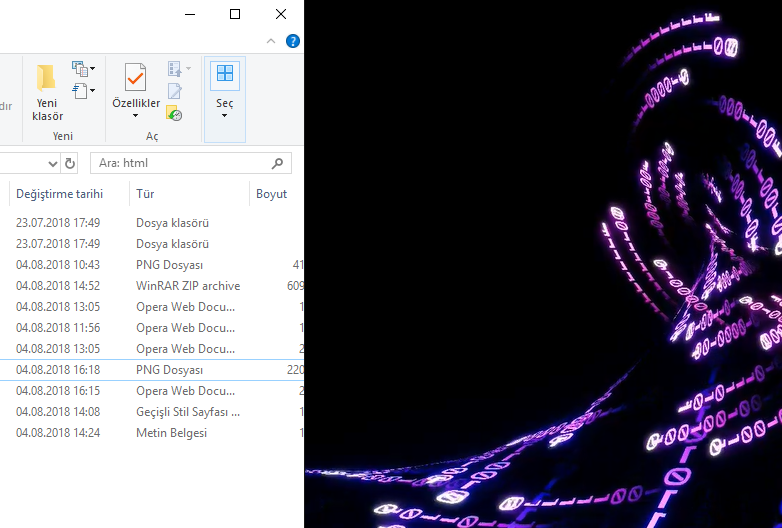 ?
dır
Yeni
klasör
Özellikler
Seç
Yeni
Aç
Ara: html
Değiştirme tarihi Tür Boyut
23.07.2018 17:49 Dosya klasörü
23.07.2018 17:49 Dosya klasörü
04.08.2018 10:43 PNG Dosyası 41
04.08.2018 14:52 WinRAR ZIP archive 609
04.08.2018 13:05 Opera Web Docu... 1
04.08.2018 11:56 Opera Web Docu... 1
04.08.2018 13:05 Opera Web Docu... 2
04.08.2018 16:18 PNG Dosyası 220
04.08.2018 16:15 Opera Web Docu... 2
04.08.2018 14:08 Geçişli Stil Sayfası ... 1
04.08.2018 14:24 Metin Belgesi 1